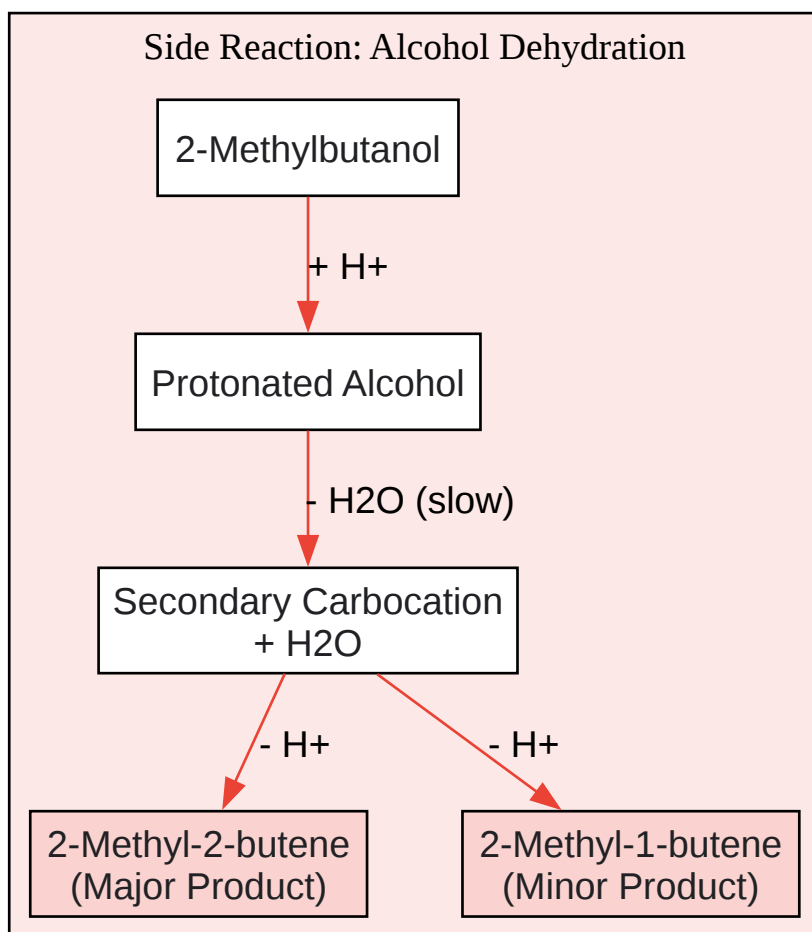 Side Reaction: Alcohol Dehydration
2-Methylbutanol
+ H+
Protonated Alcohol
- H2O (slow)
Secondary Carbocation
+ H2O
- H+
- H+
2-Methyl-2-butene
(Major Product)
2-Methyl-1-butene
(Minor Product)